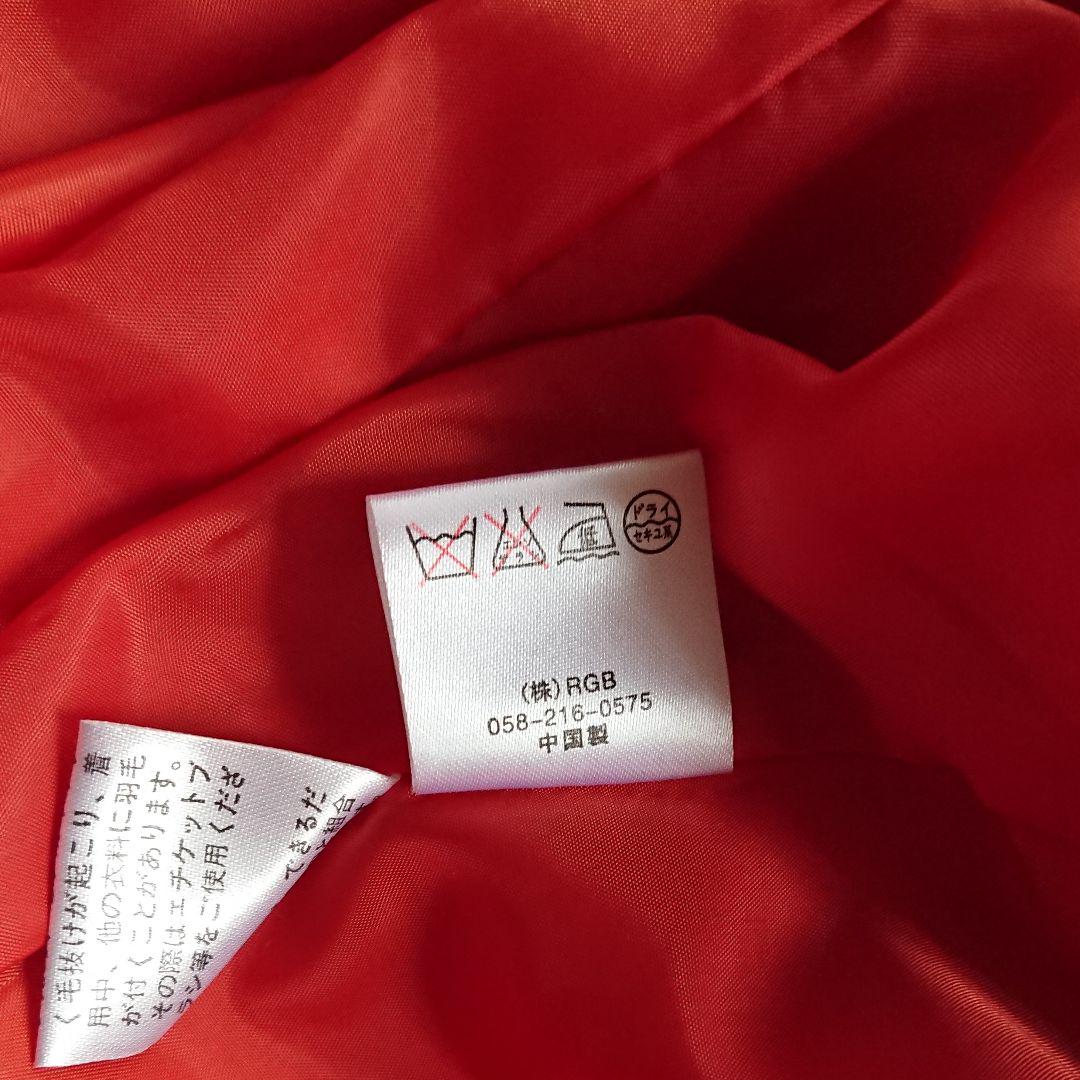 低
ドライ
セキユ系
(株)RGB
058-216-0575
中国製
く毛抜けが起こり、着
用中、他の衣料に羽毛
が付くことがあります。
その際はエチケットブ
ラシ等をご使用くださ
できるだ
組合